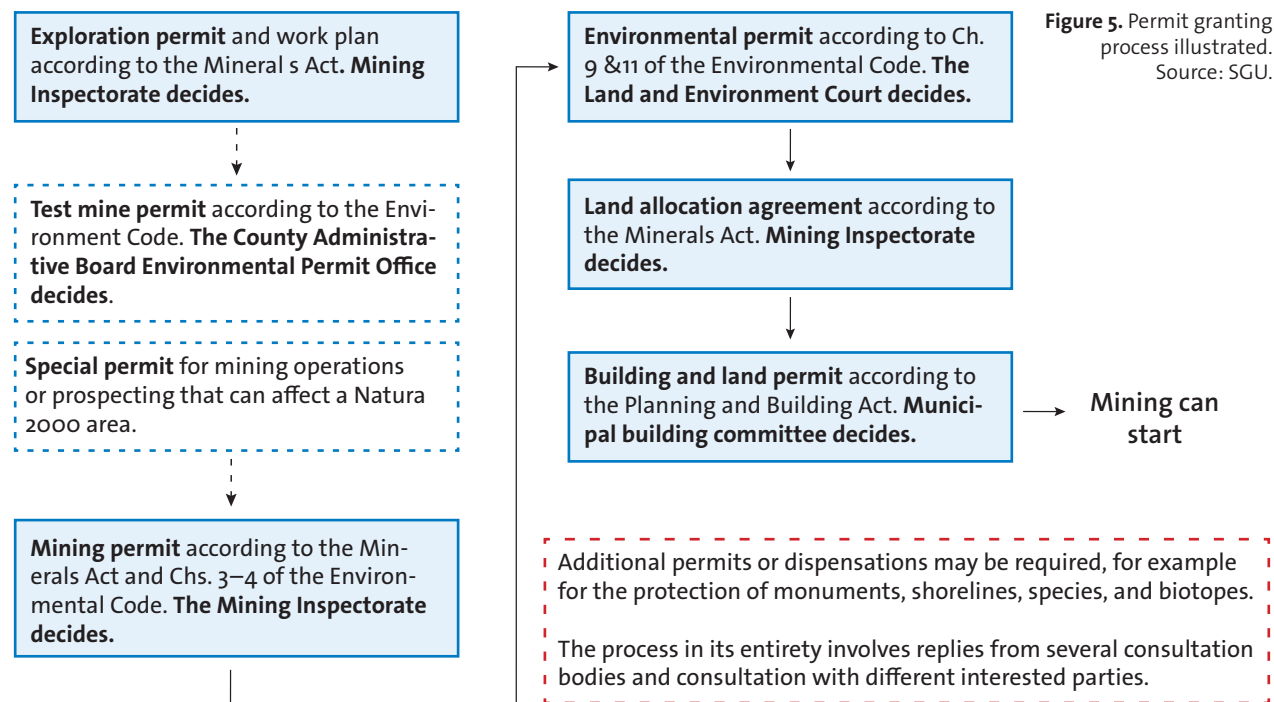 Exploration permit and work plan
according to the Mineral s Act. Mining
Inspectorate decides.
Test mine permit according to the Envi-
ronment Code. The County Administra-
tive Board Environmental Permit Office
decides.
Special permit for mining operations
or prospecting that can affect a Natura
2000 area.
Mining permit according to the Min-
erals Act and Chs. 3–4 of the Environ-
mental Code. The Mining Inspectorate
decides.
Environmental permit according to Ch.
9 &11 of the Environmental Code. The
Land and Environment Court decides.
Land allocation agreement according to
the Minerals Act. Mining Inspectorate
decides.
Building and land permit according to
the Planning and Building Act. Munici-
pal building committee decides.
Mining can
start
Additional permits or dispensations may be required, for example
for the protection of monuments, shorelines, species, and biotopes.
The process in its entirety involves replies from several consultation
bodies and consultation with different interested parties.
Figure 5. Permit granting
process illustrated.
Source: SGU.